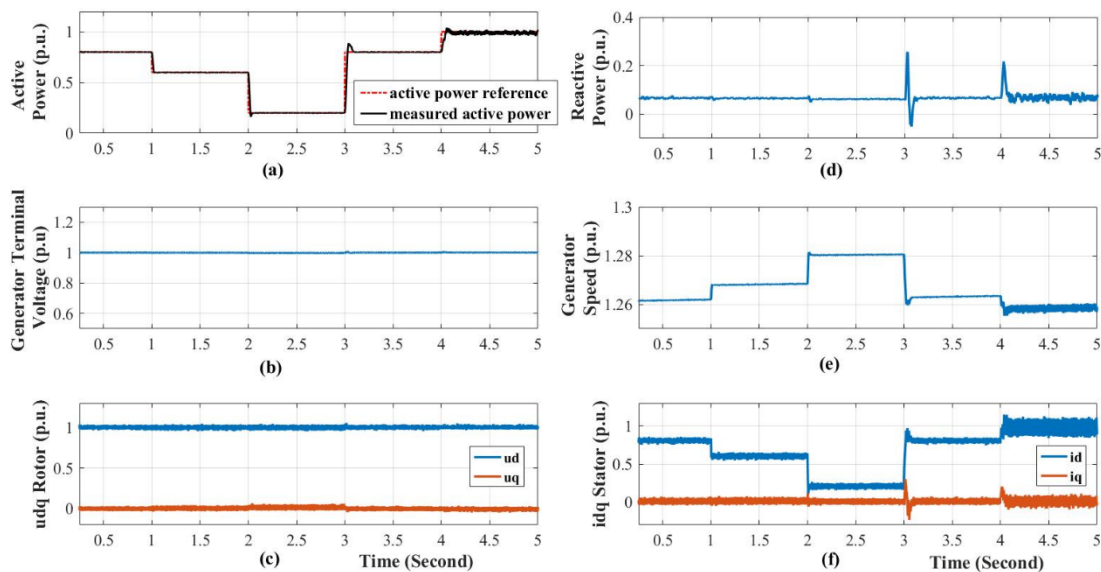 Active
Power (p.u.)
1
0.5
0
active power reference
measured active power
0.5 1 1.5 2 2.5 3 3.5 4 4.5 5
(a)
Reactive
Power (p.u.)
0.4
0.2
0
0.5 1 1.5 2 2.5 3 3.5 4 4.5 5
(d)
Generator Terminal
Voltage (p.u)
1.2
1
0.8
0.6
0.5 1 1.5 2 2.5 3 3.5 4 4.5 5
(b)
Generator
Speed (p.u.)
1.3
1.28
1.26
0.5 1 1.5 2 2.5 3 3.5 4 4.5 5
(e)
udq Rotor (p.u.)
1
0.5
0
ud
uq
0.5 1 1.5 2 2.5 3 3.5 4 4.5 5
(c)
Time (Second)
idq Stator (p.u.)
1
0.5
0
id
iq
0.5 1 1.5 2 2.5 3 3.5 4 4.5 5
(f)
Time (Second)